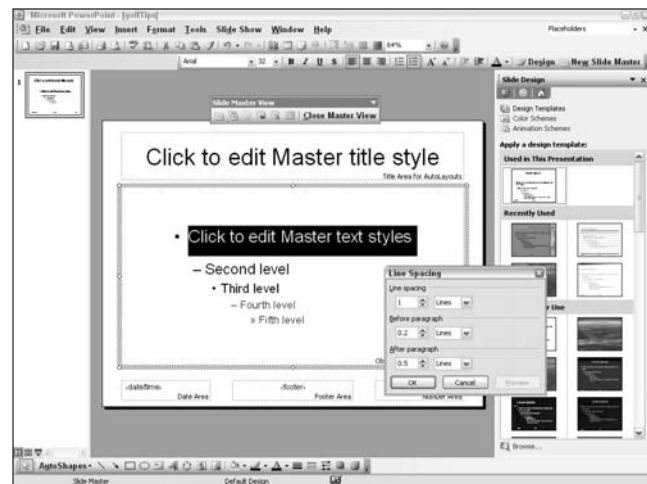 Microsoft PowerPoint - [golfTips]
File Edit View Insert Format Tools Slide Show Window Help
Placeholders
64%
Arial 32 B I U S Design New Slide Master
1
Slide Master View
Close Master View
Click to edit Master title style
Title Area for AutoLayouts
• Click to edit Master text styles
– Second level
• Third level
– Fourth level
» Fifth level
<date/time>
Date Area
<footer>
Footer Area
Number Area
Line Spacing
Line spacing
1 Lines
Before paragraph
0.2 Lines
After paragraph
0.5 Lines
OK Cancel Preview
Slide Design
Design Templates
Color Schemes
Animation Schemes
Apply a design template:
Used in This Presentation
Recently Used
Use
Browse...
AutoShapes
Slide Master Default Design